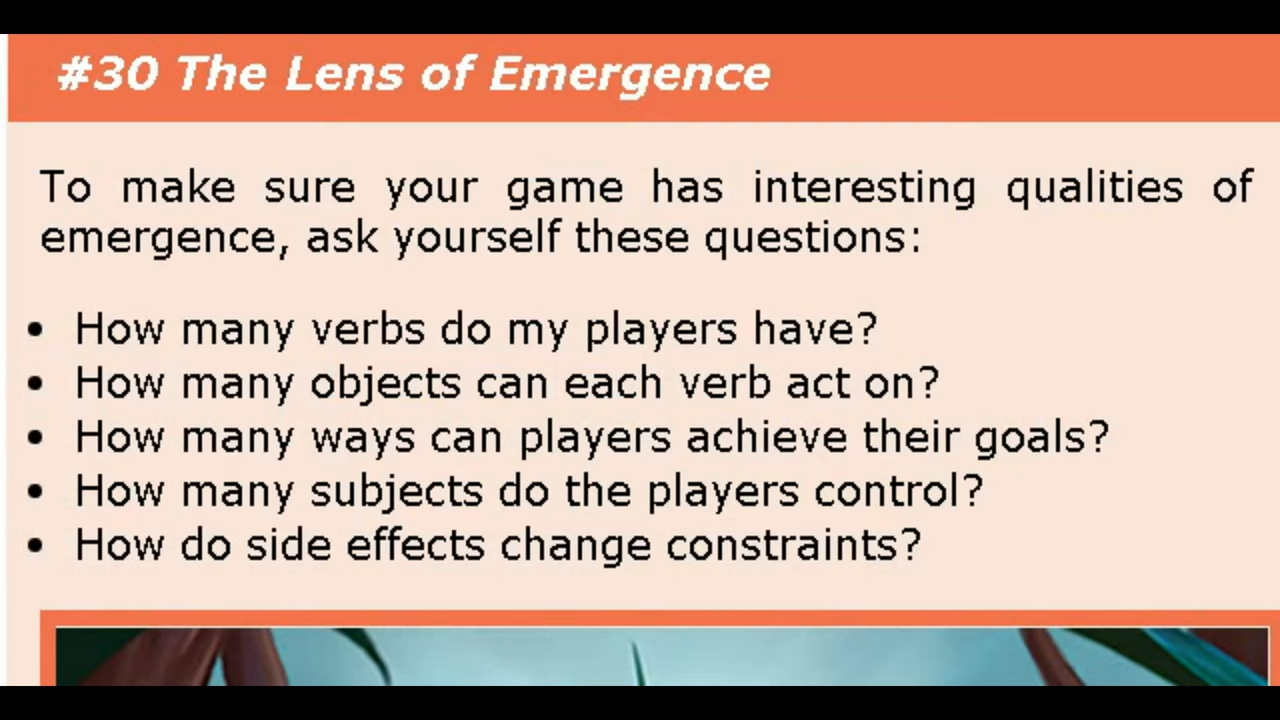 #30 The Lens of Emergence
To make sure your game has interesting qualities of
emergence, ask yourself these questions:
• How many verbs do my players have?
• How many objects can each verb act on?
• How many ways can players achieve their goals?
• How many subjects do the players control?
• How do side effects change constraints?